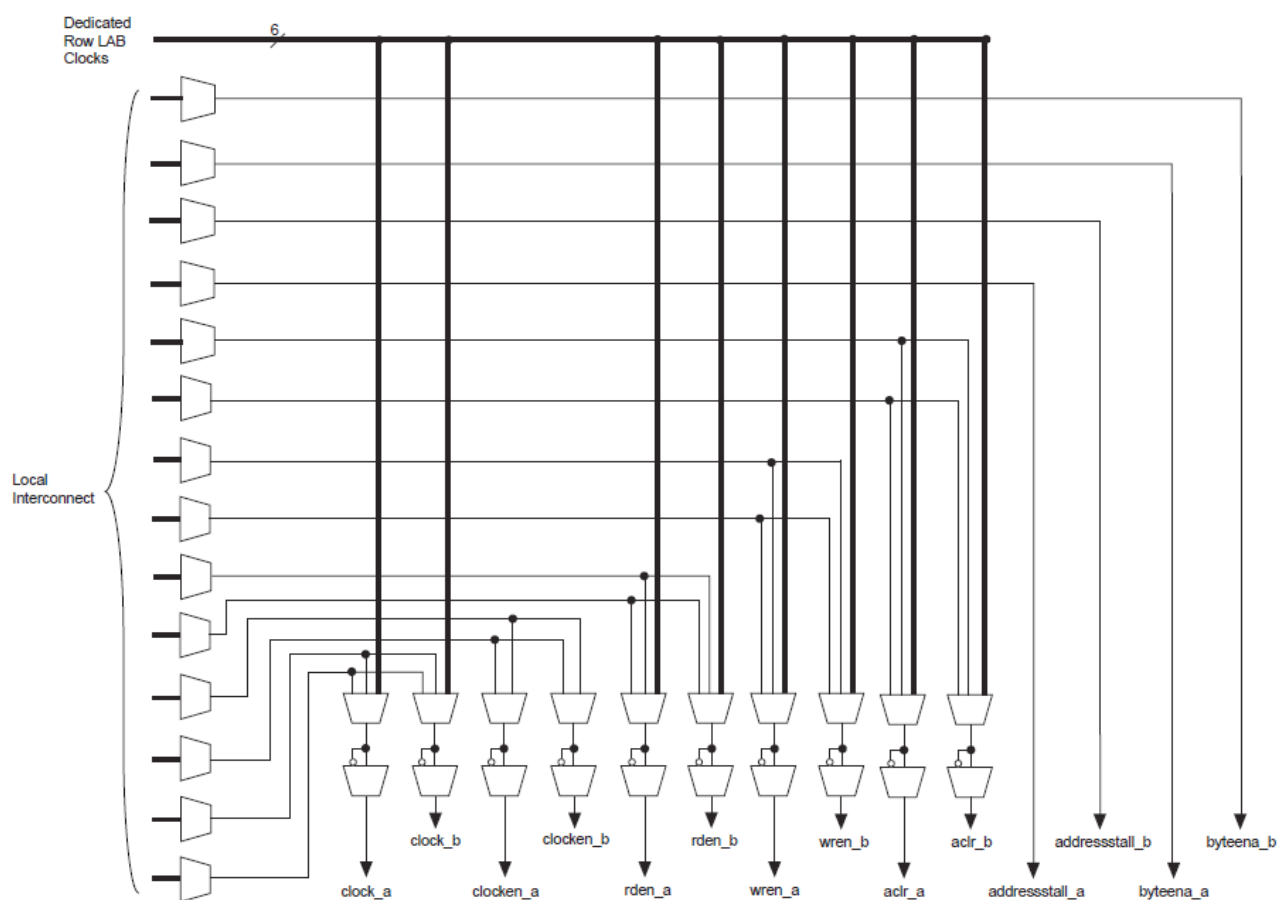 Dedicated
Row LAB
Clocks
6
Local
Interconnect
clock_b
clocken_b
rden_b
wren_b
aclr_b
addressstall_b
byteena_b
clock_a
clocken_a
rden_a
wren_a
aclr_a
addressstall_a
byteena_a